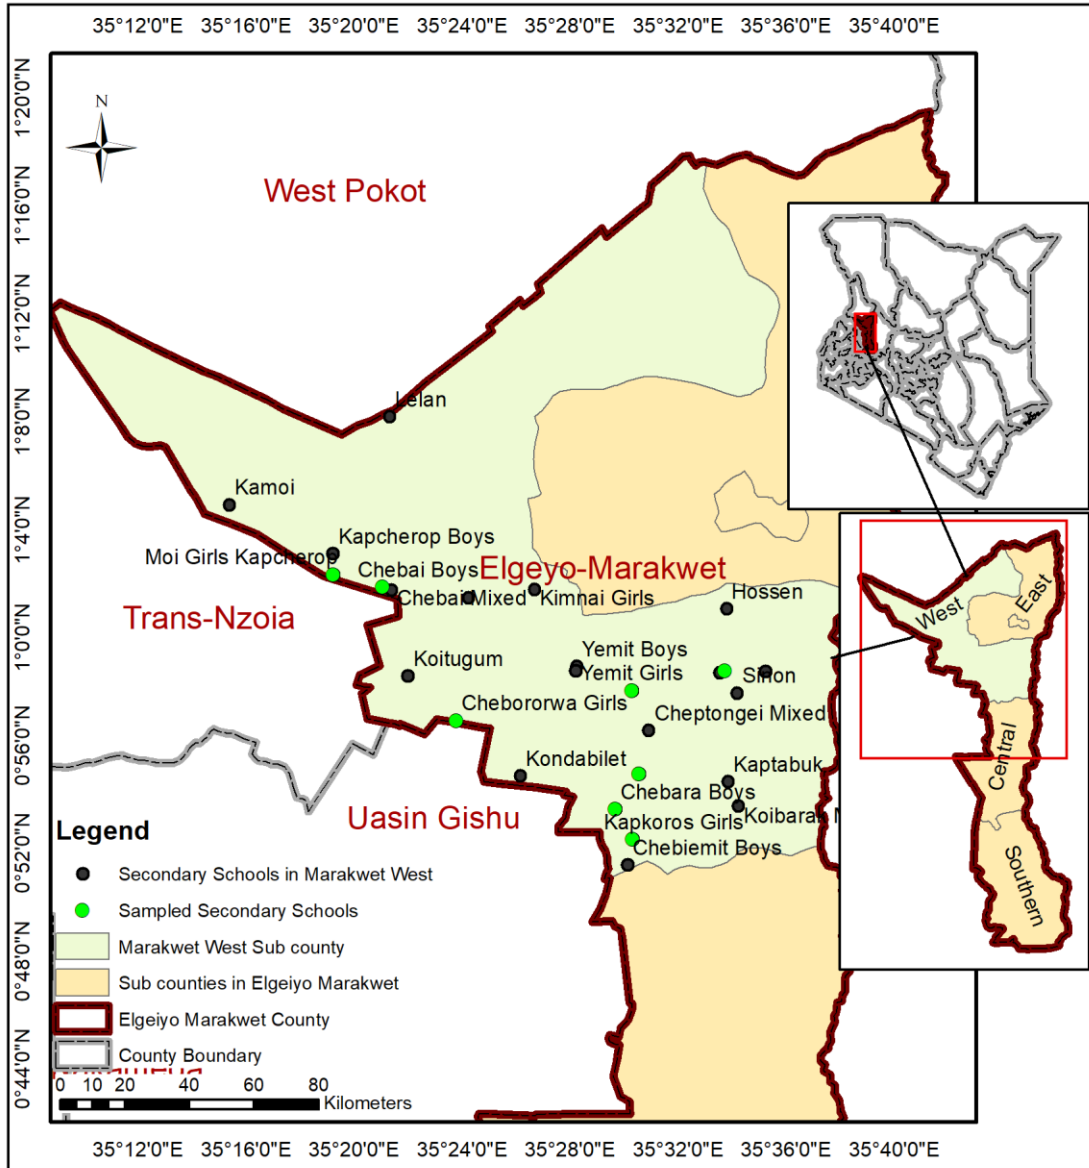 35°12'0"E 35°16'0"E 35°20'0"E 35°24'0"E 35°28'0"E 35°32'0"E 35°36'0"E 35°40'0"E
1°20'0"N
1°16'0"N
1°12'0"N
1°8'0"N
1°4'0"N
1°0'0"N
0°56'0"N
0°52'0"N
0°48'0"N
0°44'0"N
N
West Pokot
Lelan
Kamoi
Kapcherop Boys
Moi Girls Kapcherop
Chebai Boys
Elgeyo-Marakwet
Chebai Mixed
Kimnai Girls
Hossen
Trans-Nzoia
Yemit Boys
Koitugum
Yemit Girls
Sinon
Chebororwa Girls
Cheptongei Mixed
Kondabilet
Kaptabuk
Chebara Boys
Uasin Gishu
Kapkoros Girls
Koibarak
Chebiemit Boys
West
East
Central
Southern
Legend
Secondary Schools in Marakwet West
Sampled Secondary Schools
Marakwet West Sub county
Sub counties in Elgeiyo Marakwet
Elgeiyo Marakwet County
County Boundary
0 10 20 40 60 80
Kilometers
35°12'0"E 35°16'0"E 35°20'0"E 35°24'0"E 35°28'0"E 35°32'0"E 35°36'0"E 35°40'0"E